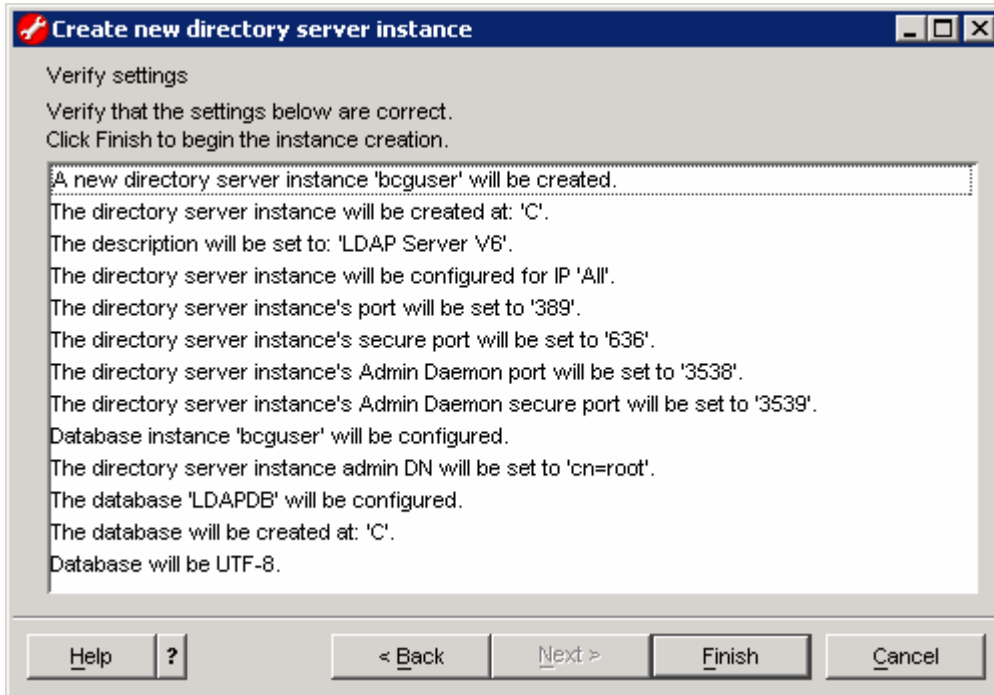 Create new directory server instance
Verify settings
Verify that the settings below are correct.
Click Finish to begin the instance creation.
A new directory server instance 'bcguser' will be created.
The directory server instance will be created at: 'C'.
The description will be set to: 'LDAP Server V6'.
The directory server instance will be configured for IP 'All'.
The directory server instance's port will be set to '389'.
The directory server instance's secure port will be set to '636'.
The directory server instance's Admin Daemon port will be set to '3538'.
The directory server instance's Admin Daemon secure port will be set to '3539'.
Database instance 'bcguser' will be configured.
The directory server instance admin DN will be set to 'cn=root'.
The database 'LDAPDB' will be configured.
The database will be created at: 'C'.
Database will be UTF-8.
Help ? < Back Next > Finish Cancel